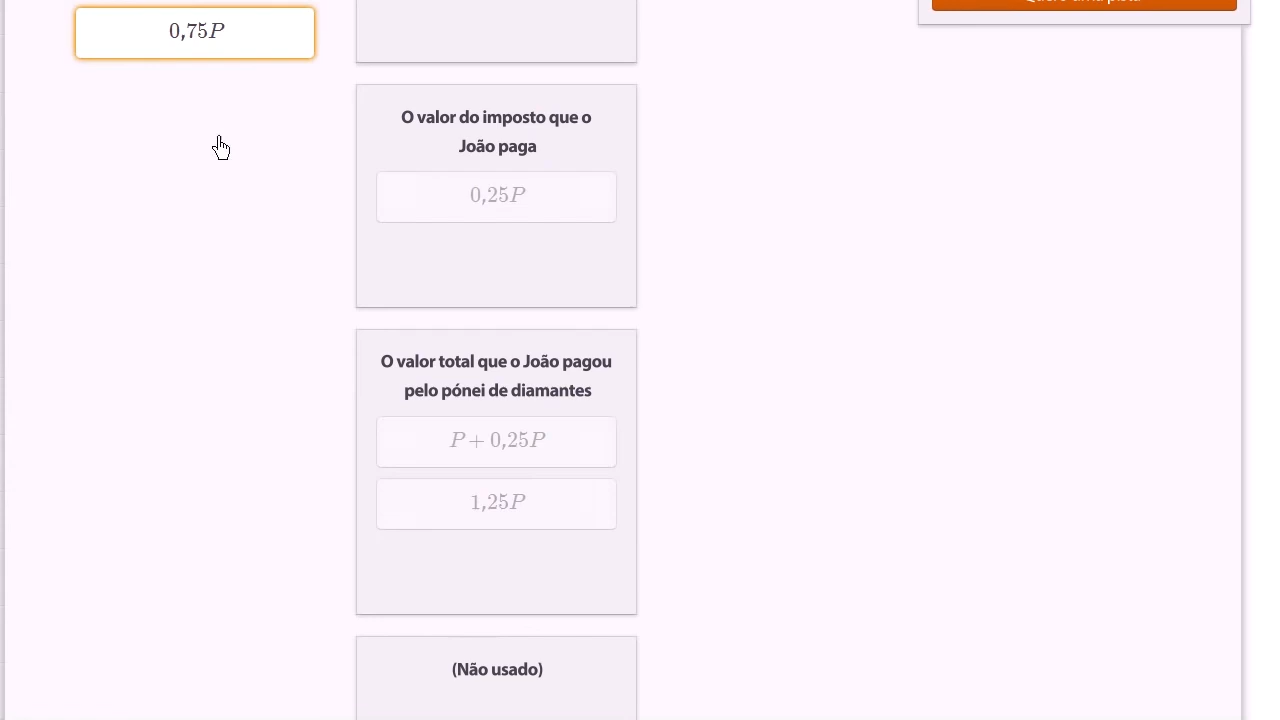 0,75P
O valor do imposto que o
João paga
0,25P
O valor total que o João pagou
pelo pónei de diamantes
P + 0,25P
1,25P
(Não usado)